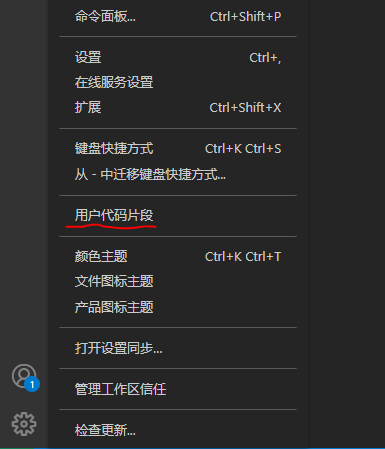 命令面板... Ctrl+Shift+P
设置 Ctrl+,
在线服务设置
扩展 Ctrl+Shift+X
键盘快捷方式 Ctrl+K Ctrl+S
从 - 中迁移键盘快捷方式...
用户代码片段
颜色主题 Ctrl+K Ctrl+T
文件图标主题
产品图标主题
打开设置同步...
管理工作区信任
1
检查更新...